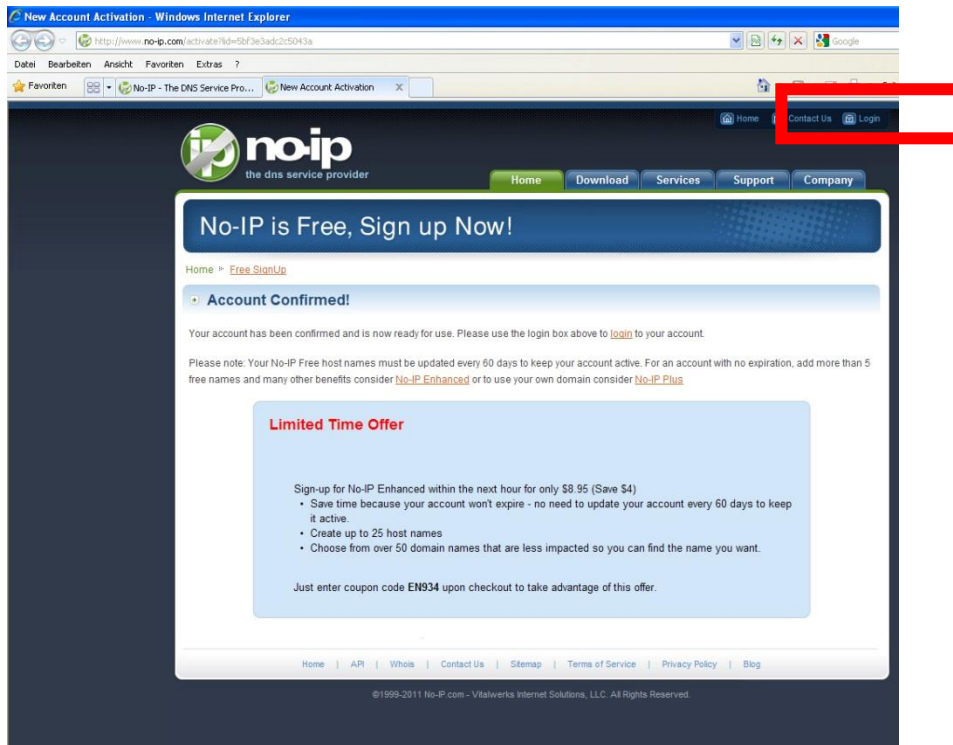 New Account Activation - Windows Internet Explorer
http://www.no-ip.com/activate?lid=5bf3e3adc2c5043a
Google
Datei Bearbeiten Ansicht Favoriten Extras ?
Favoriten No-IP - The DNS Service Pro... New Account Activation X
Home Contact Us Login
ip no-ip
the dns service provider
Home Download Services Support Company
No-IP is Free, Sign up Now!
Home Free SignUp
Account Confirmed!
Your account has been confirmed and is now ready for use. Please use the login box above to login to your account.
Please note: Your No-IP Free host names must be updated every 60 days to keep your account active. For an account with no expiration, add more than 5
free names and many other benefits consider No-IP Enhanced or to use your own domain consider No-IP Plus
Limited Time Offer
Sign-up for No-IP Enhanced within the next hour for only $8.95 (Save $4)
• Save time because your account won't expire - no need to update your account every 60 days to keep
it active.
• Create up to 25 host names
• Choose from over 50 domain names that are less impacted so you can find the name you want.
Just enter coupon code EN934 upon checkout to take advantage of this offer.
Home | API | Whois | Contact Us | Sitemap | Terms of Service | Privacy Policy | Blog
©1999-2011 No-IP.com - Vitalwerks Internet Solutions, LLC. All Rights Reserved.